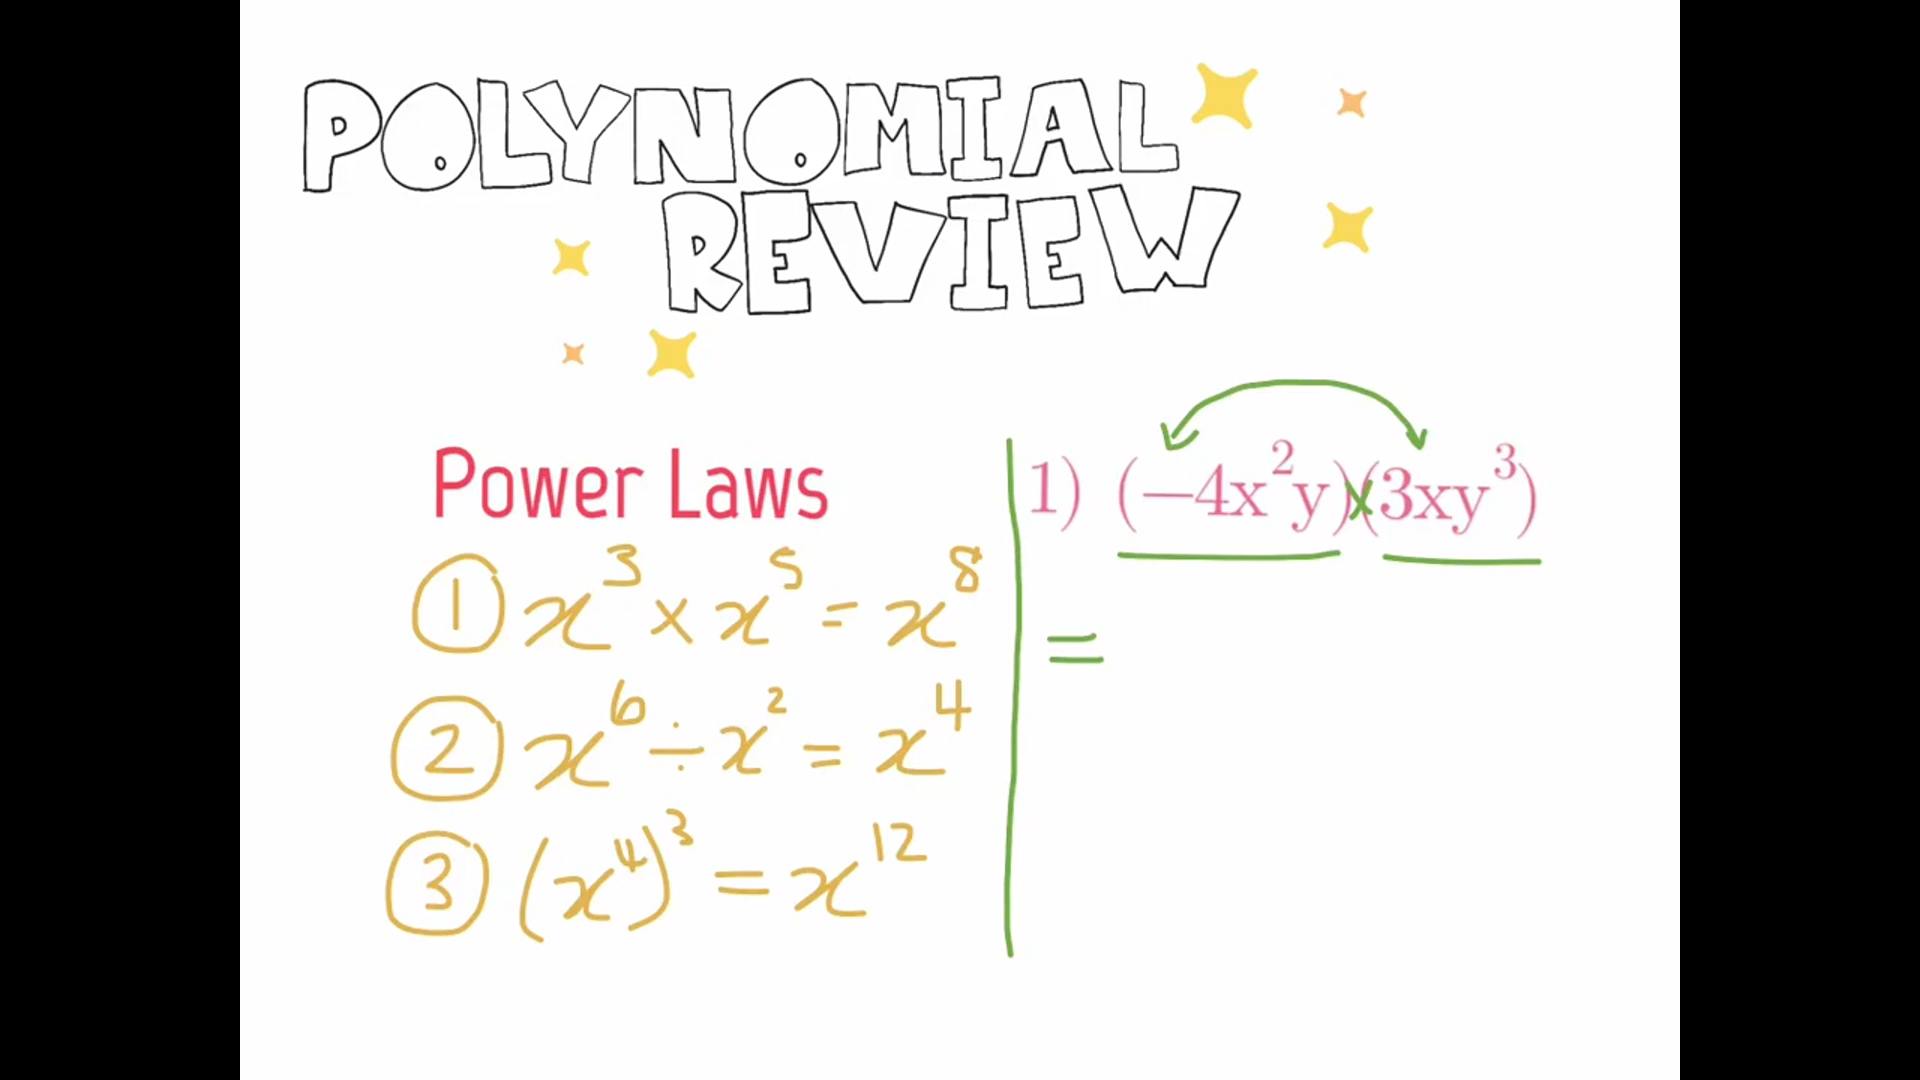 POLYNOMIAL
REVIEW
Power Laws
① x³ × x⁵ = x⁸
② x⁶ ÷ x² = x⁴
③ (x⁴)³ = x¹²
1) (−4x²y)×(3xy³)
=